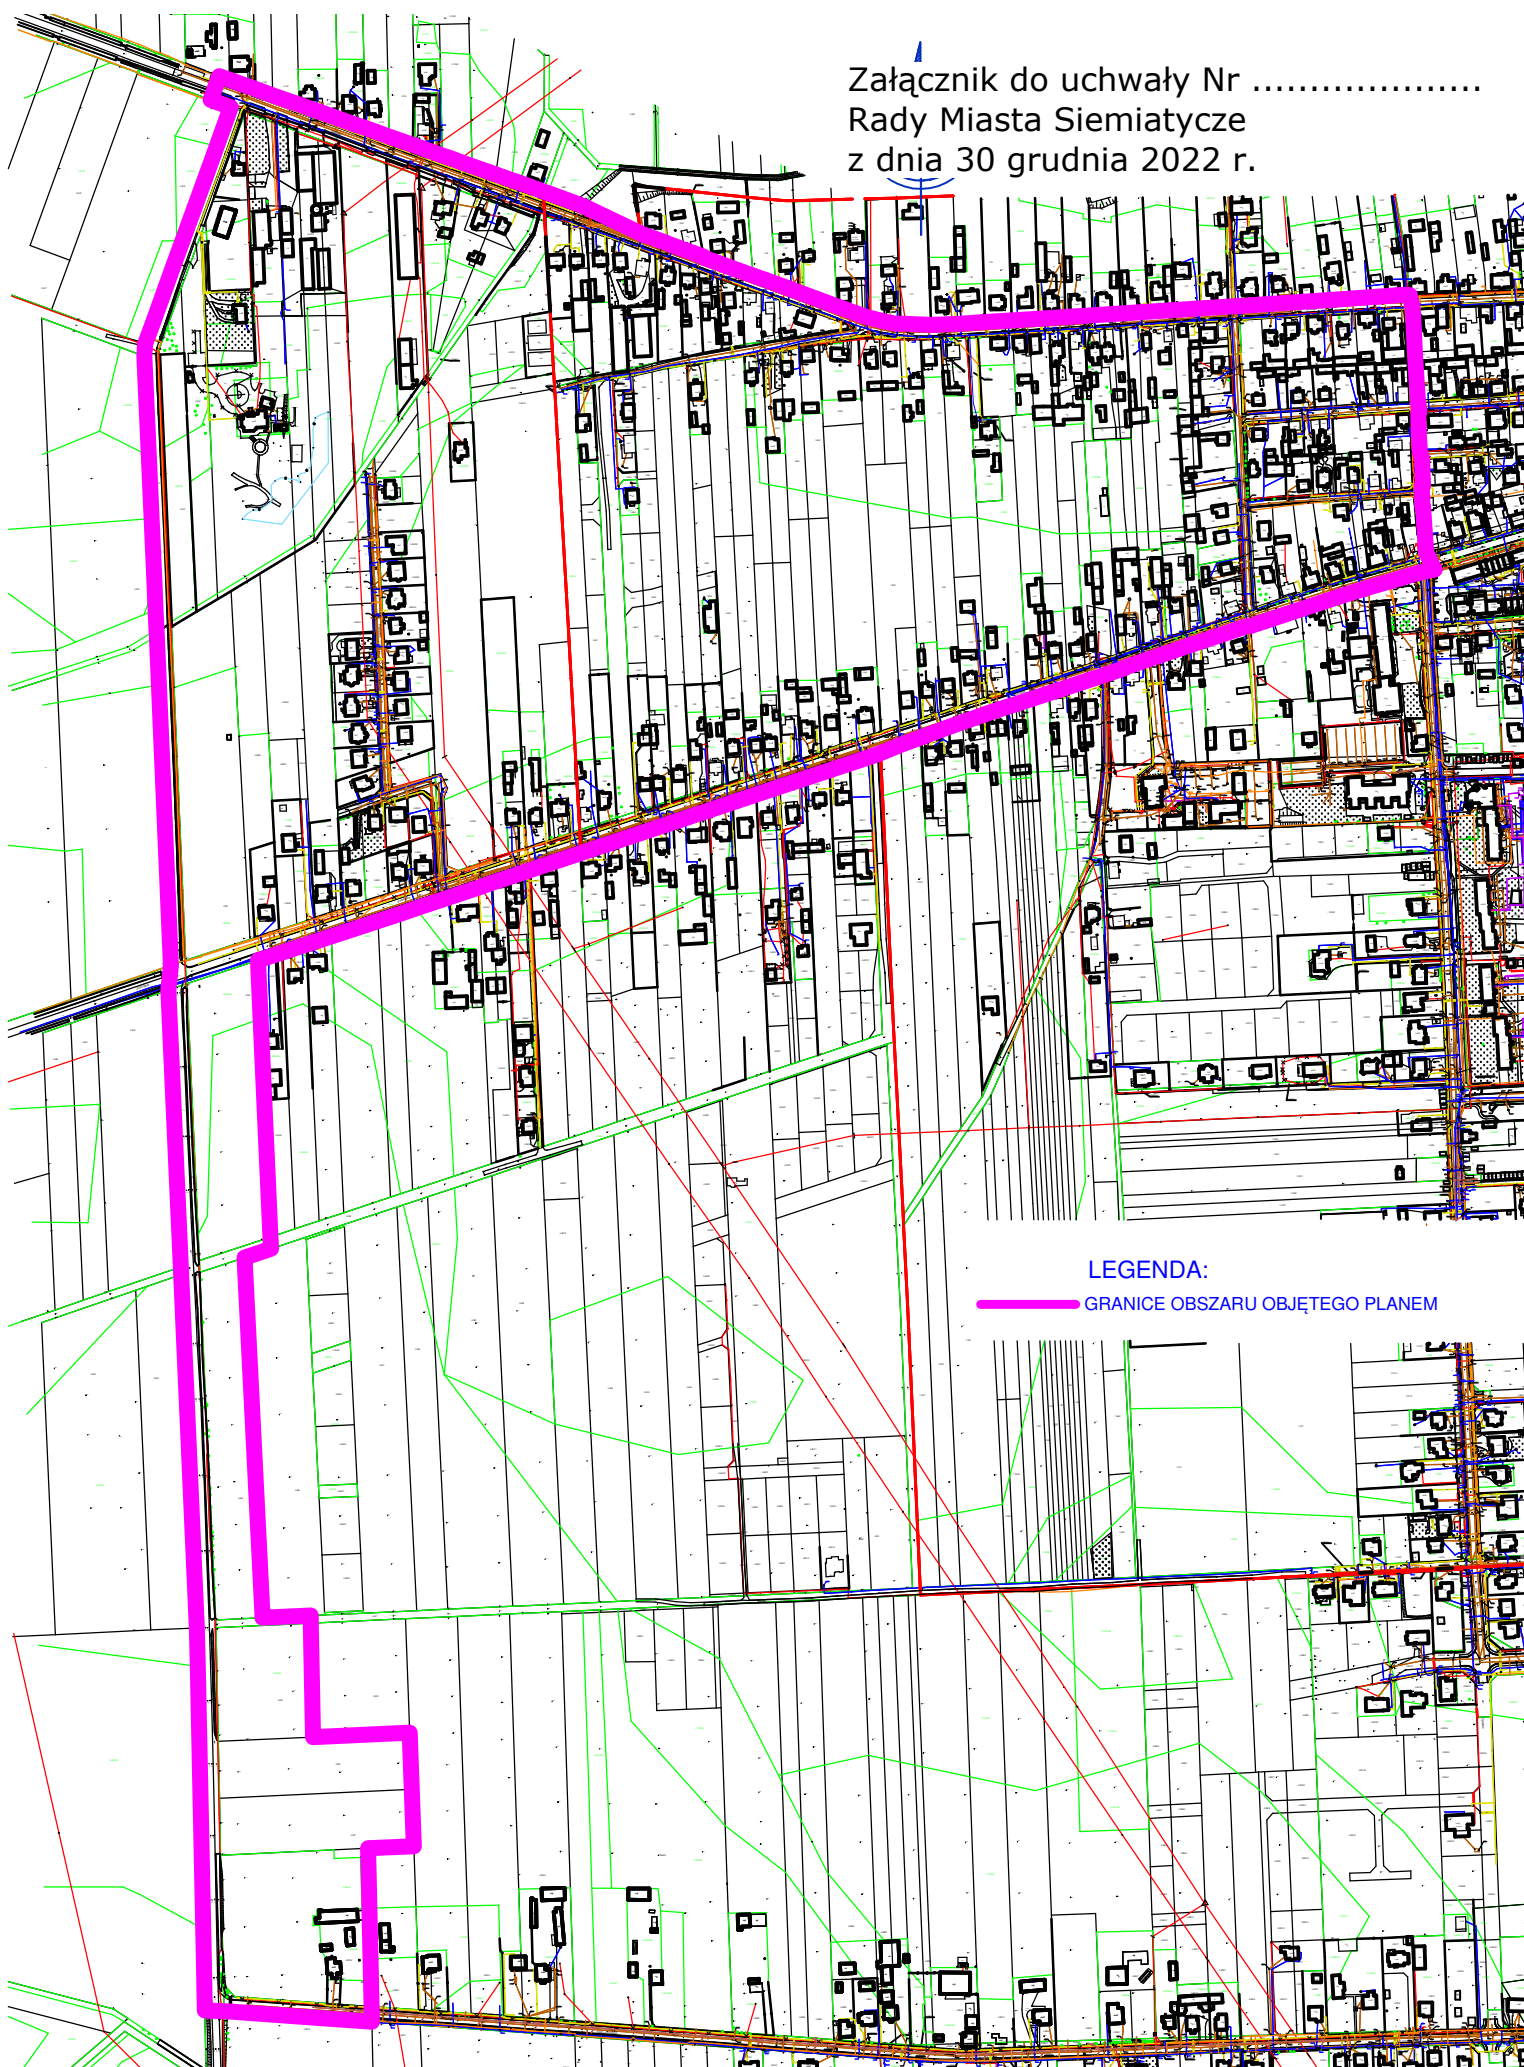 Załącznik do uchwały Nr ....................
Rady Miasta Siemiatycze
z dnia 30 grudnia 2022 r.
LEGENDA:
GRANICE OBSZARU OBJĘTEGO PLANEM